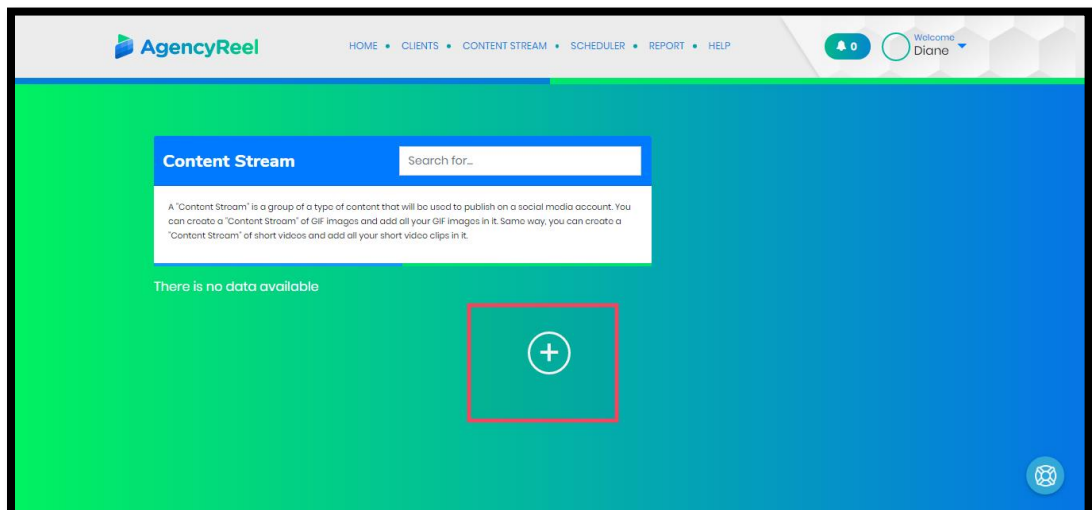 AgencyReel
HOME • CLIENTS • CONTENT STREAM • SCHEDULER • REPORT • HELP
0
Welcome
Diane
Content Stream
Search for...
A "Content Stream" is a group of a type of content that will be used to publish on a social media account. You
can create a "Content Stream" of GIF images and add all your GIF images in it. Same way, you can create a
"Content Stream" of short videos and add all your short video clips in it.
There is no data available